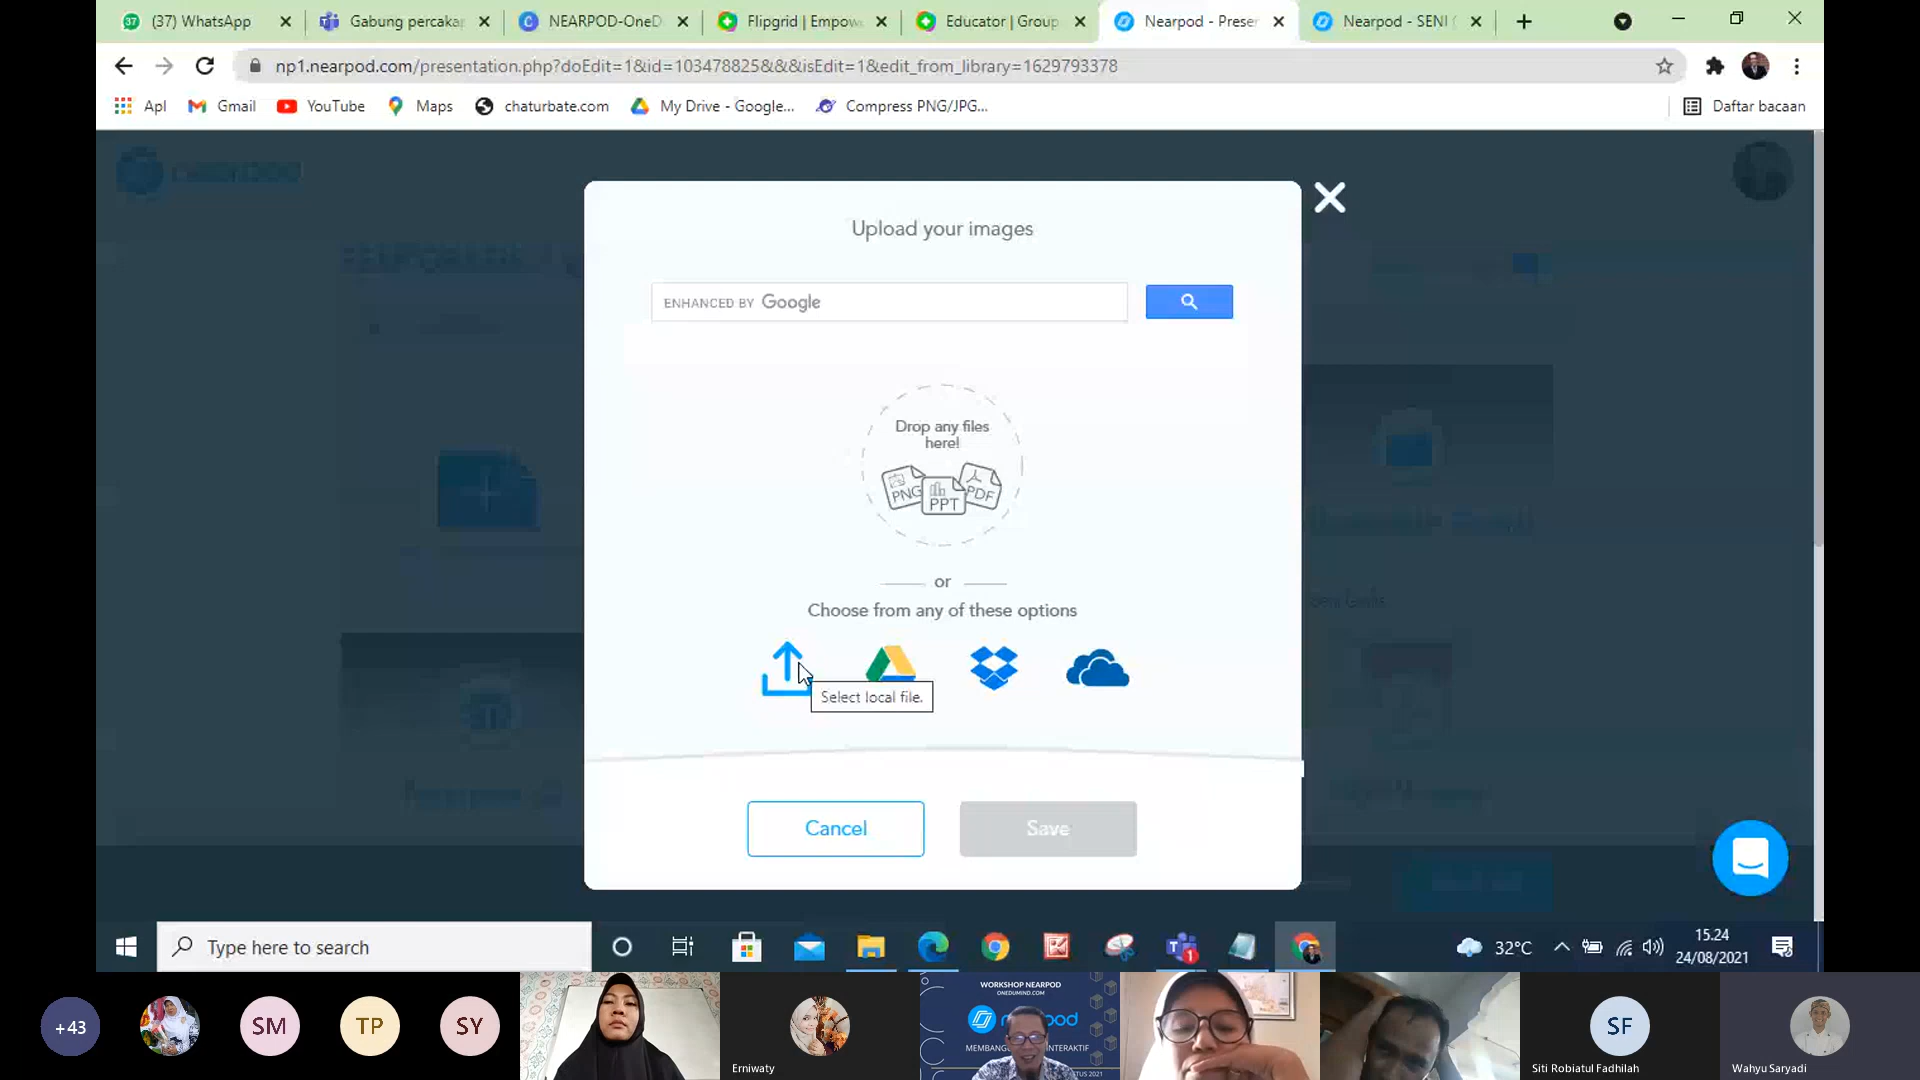 (37) WhatsApp
Gabung percaka
NEARPOD-OneD
Flipgrid | Empow
Educator | Group
Nearpod - Preser
Nearpod - SENI
np1.nearpod.com/presentation.php?doEdit=1&id=103478825&&&isEdit=1&edit_from_library=1629793378
Apl
Gmail
YouTube
Maps
chaturbate.com
My Drive - Google...
Compress PNG/JPG...
Daftar bacaan
Upload your images
ENHANCED BY Google
Drop any files
here!
PNG
PPT
PDF
or
Choose from any of these options
Select local file.
Cancel
Save
Type here to search
1
32°C
15.24
24/08/2021
+43
SM
TP
SY
Erniwaty
WORKSHOP NEARPOD
ONEDUMIND.COM
SF
Siti Robiatul Fadhilah
Wahyu Saryadi